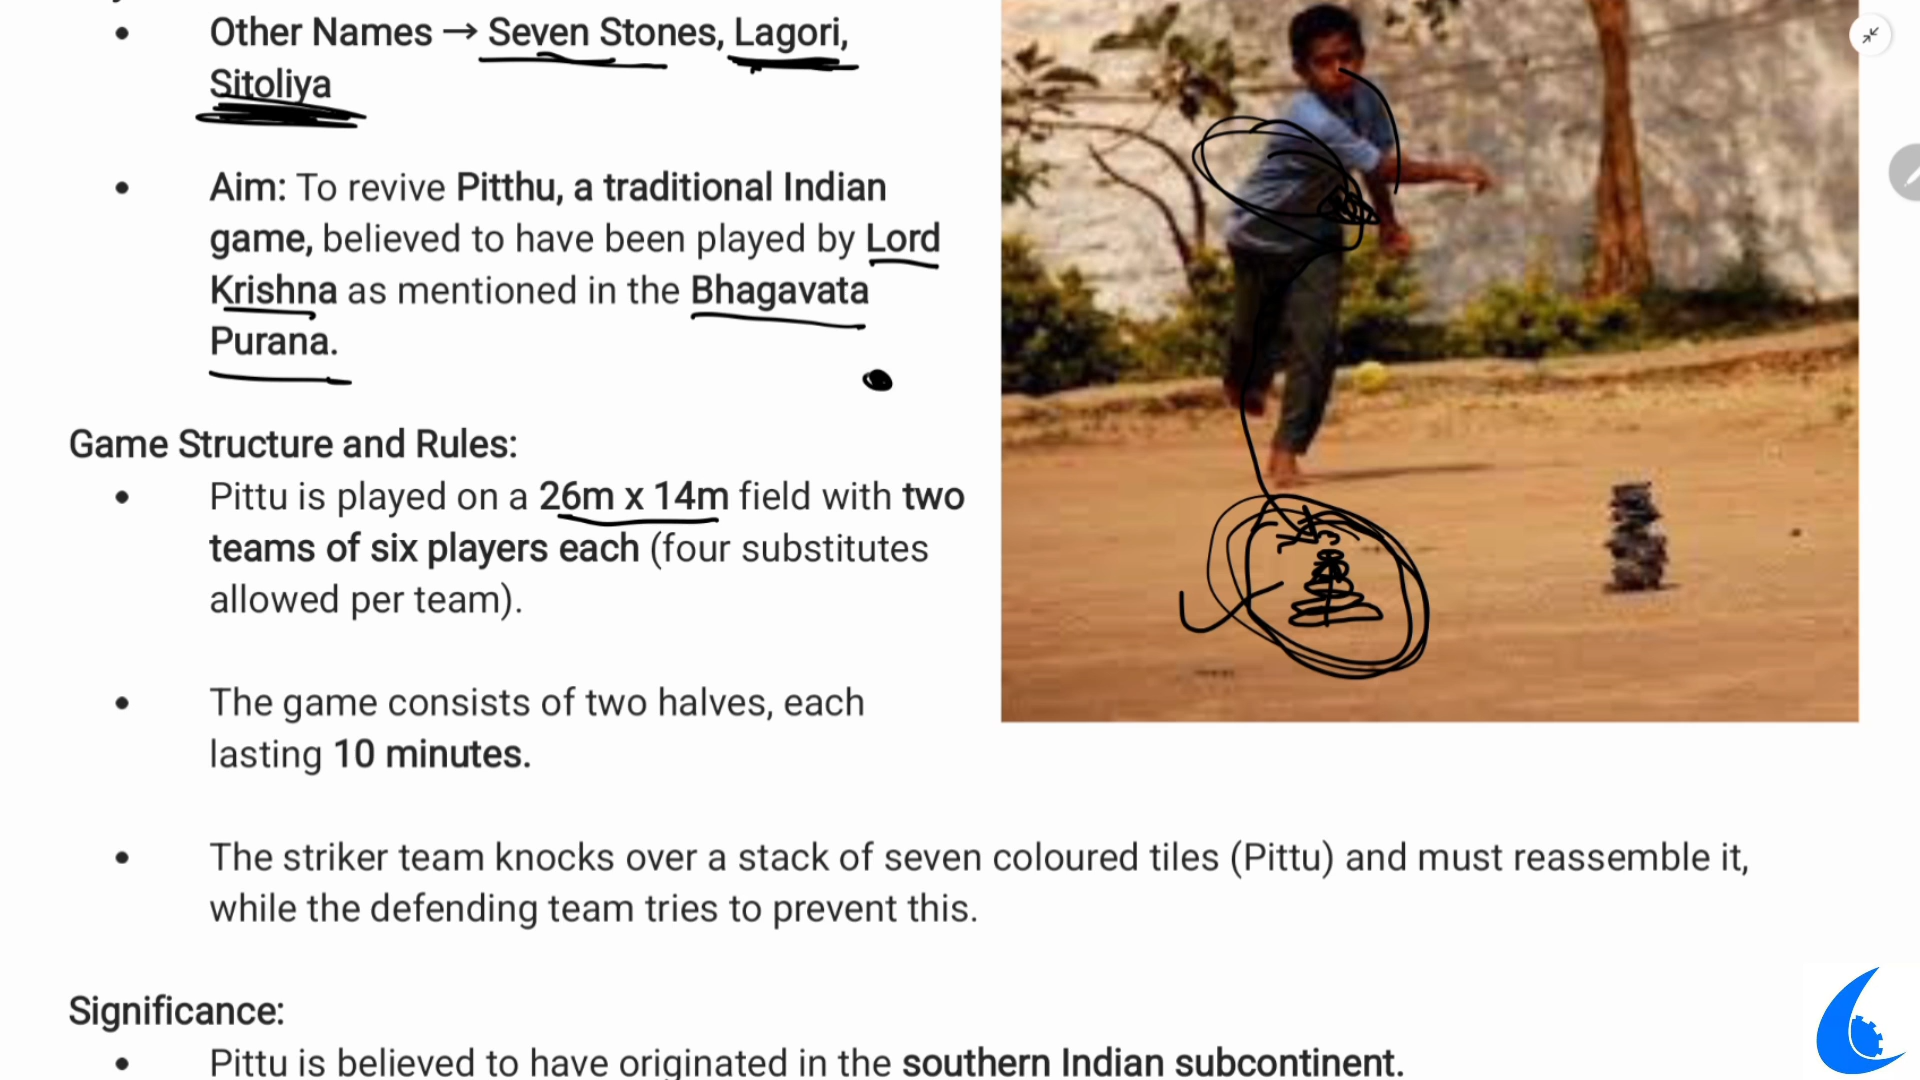 • Other Names → Seven Stones, Lagori,
Sitoliya
• Aim: To revive Pitthu, a traditional Indian
game, believed to have been played by Lord
Krishna as mentioned in the Bhagavata
Purana.
Game Structure and Rules:
• Pittu is played on a 26m x 14m field with two
teams of six players each (four substitutes
allowed per team).
• The game consists of two halves, each
lasting 10 minutes.
• The striker team knocks over a stack of seven coloured tiles (Pittu) and must reassemble it,
while the defending team tries to prevent this.
Significance:
• Pittu is believed to have originated in the southern Indian subcontinent.